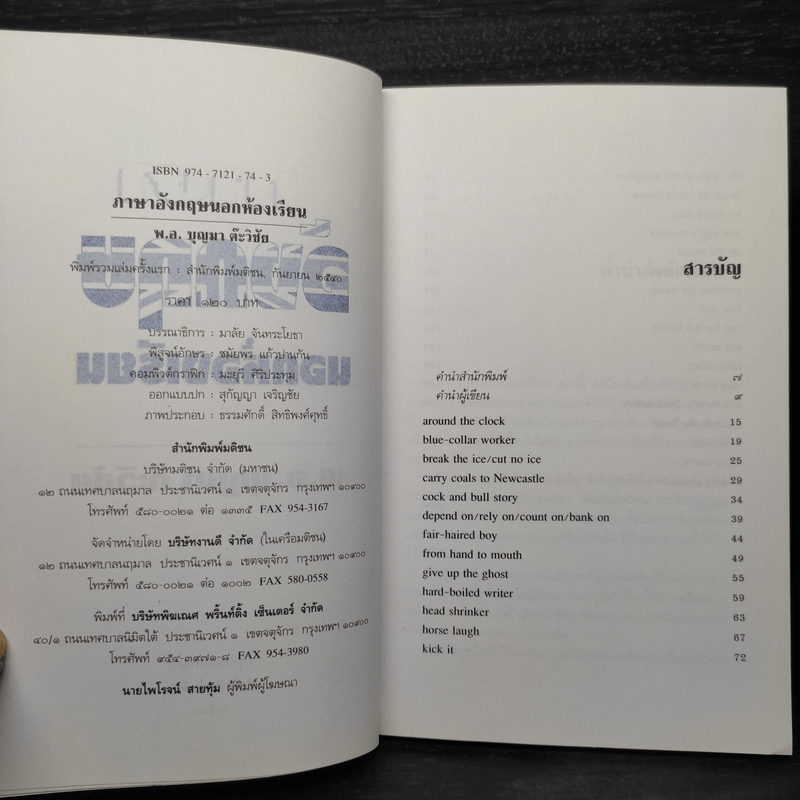 ISBN 974-7121-74-3
ภาษาอังกฤษนอกห้องเรียน
พ.อ. บุญมา ต๊ะวิชัย
พิมพ์รวมเล่มครั้งแรก : สำนักพิมพ์มติชน, กันยายน ๒๕๔๐
ราคา ๑๒๐ บาท
บรรณาธิการ : มาลัย จันทระโยธา
พิสูจน์อักษร : ชมัยพร แก้วปานกัน
คอมพิวต์กราฟิก : มะยุรี ศิริประทุม
ออกแบบปก : สุกัญญา เจริญชัย
ภาพประกอบ : ธรรมศักดิ์ สิทธิพงค์ศุทธิ์
สำนักพิมพ์มติชน
บริษัทมติชน จำกัด (มหาชน)
๑๒ ถนนเทศบาลนฤมาล ประชานิเวศน์ ๑ เขตจตุจักร กรุงเทพฯ ๑๐๙๐๐
โทรศัพท์ ๕๘๐-๐๐๒๑ ต่อ ๑๓๓๕ FAX 954-3167
จัดจำหน่ายโดย บริษัทงานดี จำกัด (ในเครือมติชน)
๑๒ ถนนเทศบาลนฤมาล ประชานิเวศน์ ๑ เขตจตุจักร กรุงเทพฯ ๑๐๙๐๐
โทรศัพท์ ๕๘๐-๐๐๒๑ ต่อ ๑๐๐๒ FAX 580-0558
พิมพ์ที่ บริษัทพิฆเณศ พริ้นท์ติ้ง เซ็นเตอร์ จำกัด
๔๐/๑ ถนนเทศบาลนิมิตใต้ ประชานิเวศน์ ๑ เขตจตุจักร กรุงเทพฯ ๑๐๙๐๐
โทรศัพท์ ๙๕๔-๓๙๗๑-๘ FAX 954-3980
นายไพโรจน์ สายทุ้ม ผู้พิมพ์ผู้โฆษณา
สารบัญ
คำนำสำนักพิมพ์ ๗
คำนำผู้เขียน ๙
around the clock 15
blue-collar worker 19
break the ice/cut no ice 25
carry coals to Newcastle 29
cock and bull story 34
depend on/rely on/count on/bank on 39
fair-haired boy 44
from hand to mouth 49
give up the ghost 55
hard-boiled writer 59
head shrinker 63
horse laugh 67
kick it 72